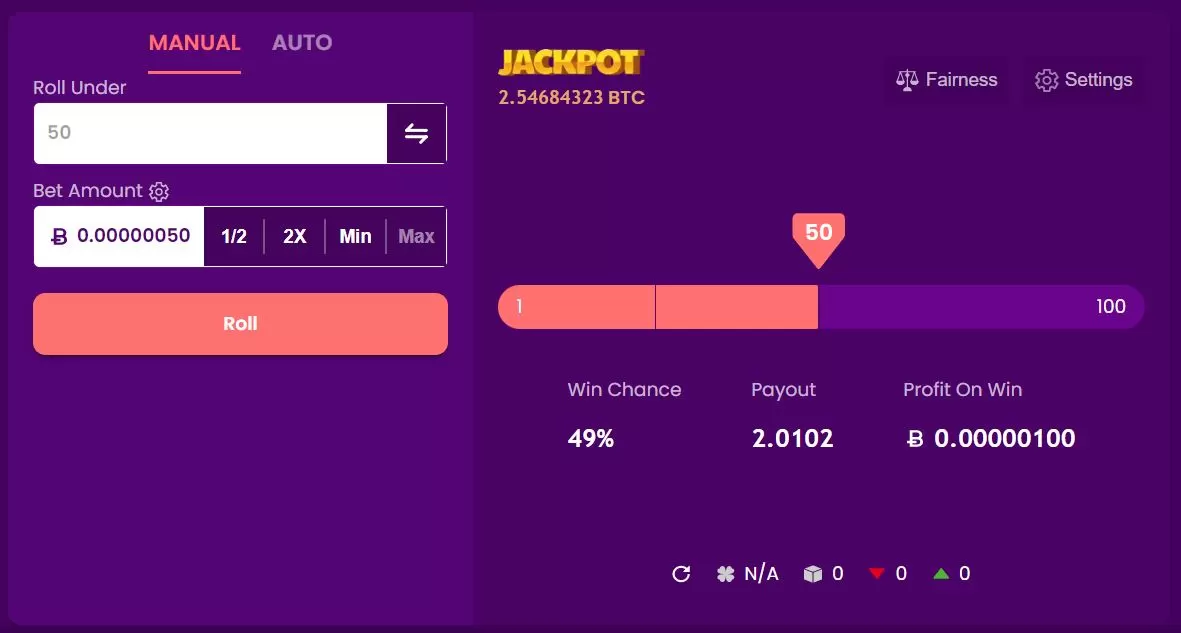 MANUAL AUTO
Roll Under
50
Bet Amount
0.00000050 1/2 2X Min Max
Roll
JACKPOT
2.54684323 BTC
Fairness Settings
50
1 100
Win Chance Payout Profit On Win
49% 2.0102 0.00000100
N/A 0 0 0